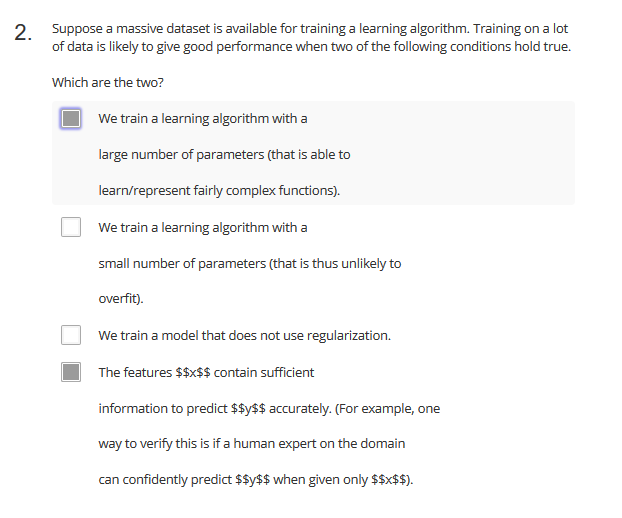 2. Suppose a massive dataset is available for training a learning algorithm. Training on a lot
of data is likely to give good performance when two of the following conditions hold true.
Which are the two?
We train a learning algorithm with a
large number of parameters (that is able to
learn/represent fairly complex functions).
We train a learning algorithm with a
small number of parameters (that is thus unlikely to
overfit).
We train a model that does not use regularization.
The features $$x$$ contain sufficient
information to predict $$y$$ accurately. (For example, one
way to verify this is if a human expert on the domain
can confidently predict $$y$$ when given only $$x$$).